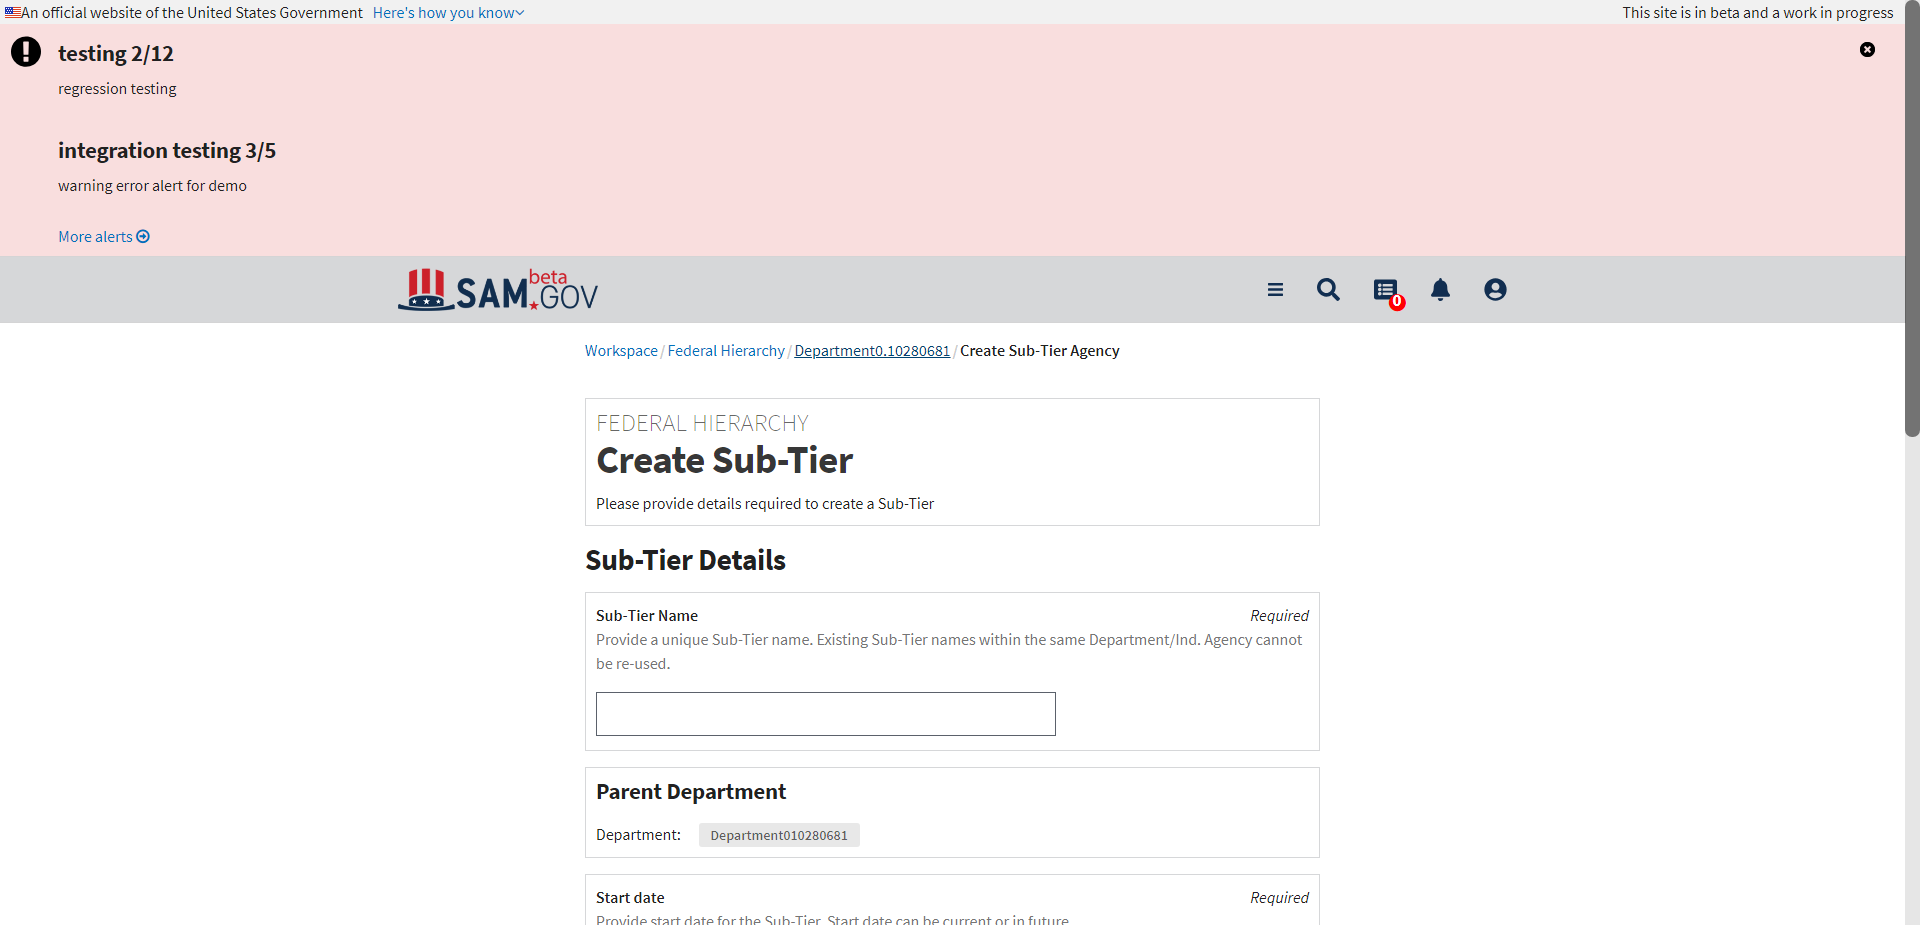 An official website of the United States Government Here's how you know
This site is in beta and a work in progress
testing 2/12
regression testing
integration testing 3/5
warning error alert for demo
More alerts
SAM.GOV beta
0
Workspace / Federal Hierarchy / Department0.10280681 / Create Sub-Tier Agency
FEDERAL HIERARCHY
Create Sub-Tier
Please provide details required to create a Sub-Tier
Sub-Tier Details
Sub-Tier Name Required
Provide a unique Sub-Tier name. Existing Sub-Tier names within the same Department/Ind. Agency cannot
be re-used.
Parent Department
Department: Department010280681
Start date Required
Provide start date for the Sub-Tier. Start date can be current or in future.